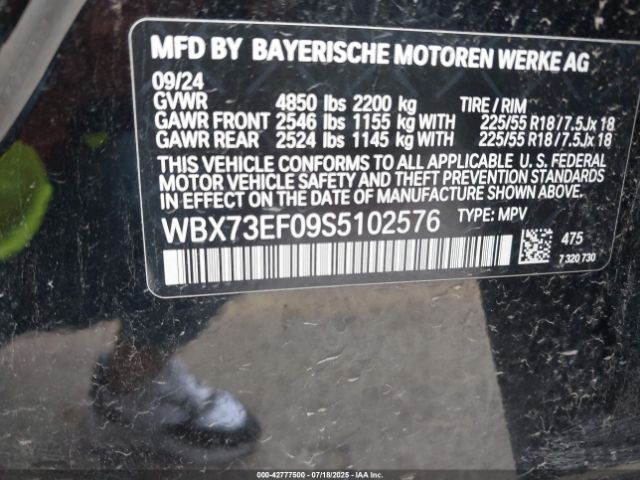 MFD BY BAYERISCHE MOTOREN WERKE AG
09/24
GVWR 4850 lbs 2200 kg TIRE / RIM
GAWR FRONT 2546 lbs 1155 kg WITH 225/55 R18/7.5Jx18
GAWR REAR 2524 lbs 1145 kg WITH 225/55 R18/7.5Jx18
THIS VEHICLE CONFORMS TO ALL APPLICABLE U. S. FEDERAL
MOTOR VEHICLE SAFETY AND THEFT PREVENTION STANDARDS
IN EFFECT ON THE DATE OF MANUFACTURE SHOWN ABOVE.
WBX73EF09S5102576 TYPE: MPV
475
7 320 730
000-42777500 - 07/18/2025 - IAAI.com